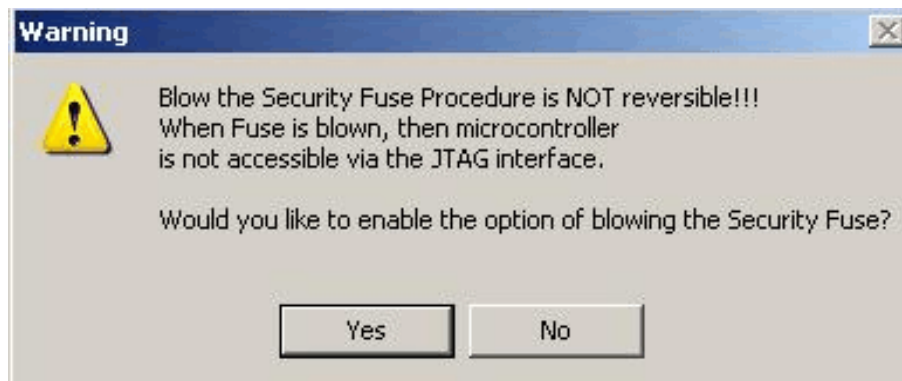 Warning
Blow the Security Fuse Procedure is NOT reversible!!!
When Fuse is blown, then microcontroller
is not accessible via the JTAG interface.
Would you like to enable the option of blowing the Security Fuse?
Yes
No